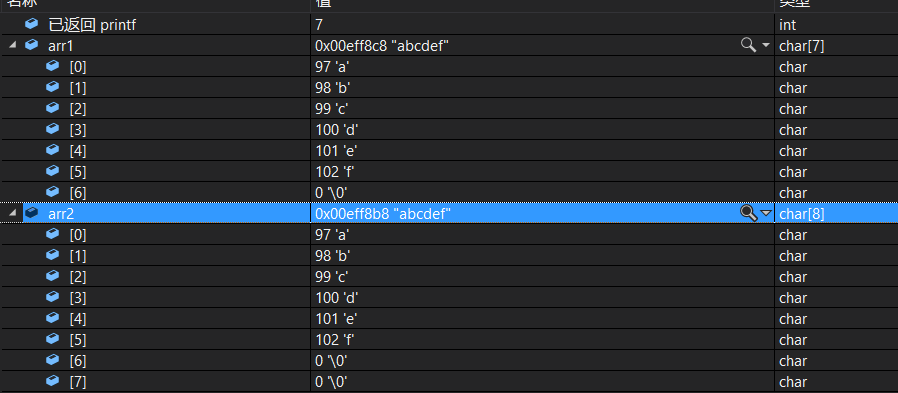 名称 值 类型
已返回 printf 7 int
arr1 0x00eff8c8 "abcdef" char[7]
[0] 97 'a' char
[1] 98 'b' char
[2] 99 'c' char
[3] 100 'd' char
[4] 101 'e' char
[5] 102 'f' char
[6] 0 '\0' char
arr2 0x00eff8b8 "abcdef" char[8]
[0] 97 'a' char
[1] 98 'b' char
[2] 99 'c' char
[3] 100 'd' char
[4] 101 'e' char
[5] 102 'f' char
[6] 0 '\0' char
[7] 0 '\0' char